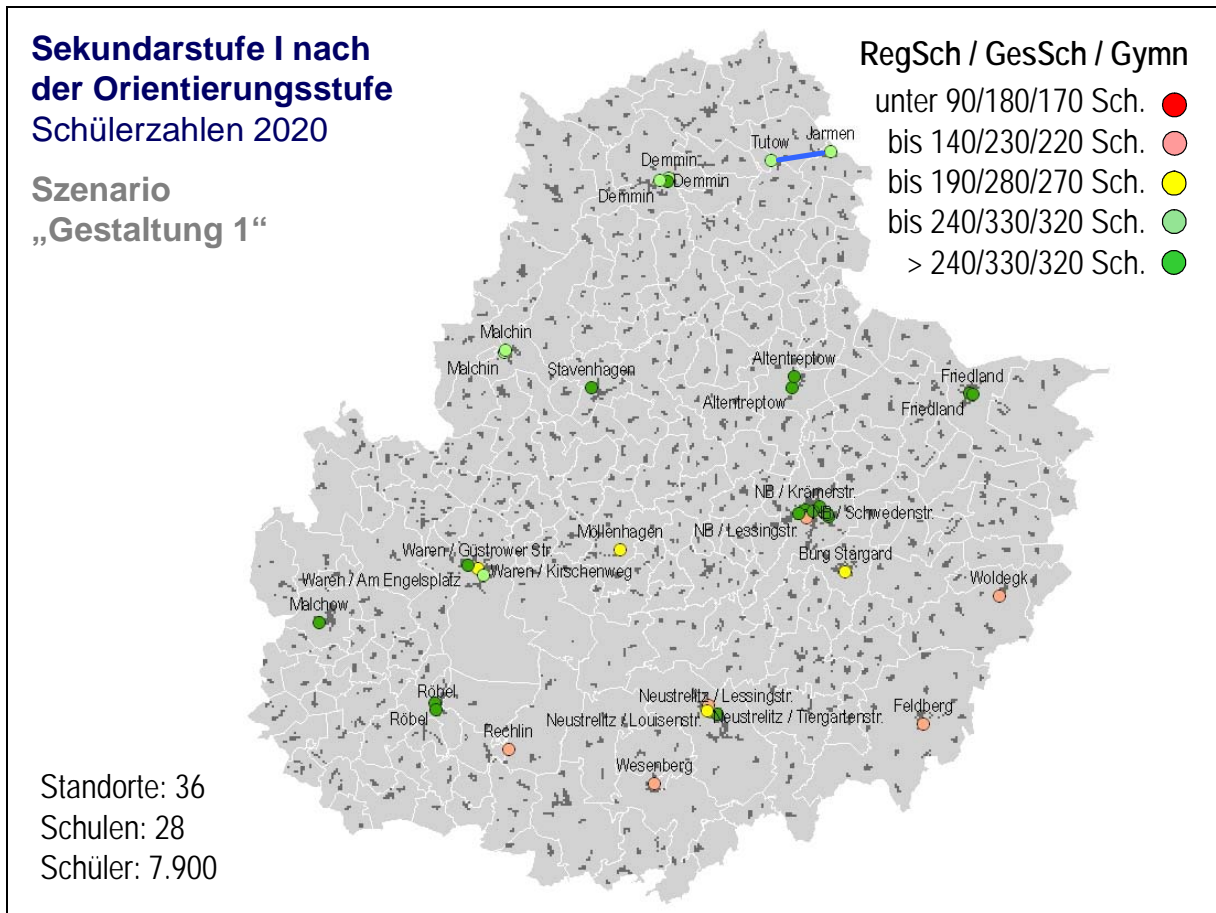 Sekundarstufe I nach
der Orientierungsstufe
Schülerzahlen 2020
Szenario
„Gestaltung 1“
RegSch / GesSch / Gymn
unter 90/180/170 Sch.
bis 140/230/220 Sch.
bis 190/280/270 Sch.
bis 240/330/320 Sch.
> 240/330/320 Sch.
Jarmen
Tutow
Demmin
Demmin
Demmin
Malchin
Malchin
Stavenhagen
Altentreptow
Altentreptow
Friedland
Friedland
NB / Krämerstr.
NB / Schwedenstr.
NB / Lessingstr.
Möllenhagen
Burg Stargard
Waren / Güstrower Str.
Waren / Kirschenweg
Waren / Am Engelsplatz
Woldegk
Malchow
Röbel
Röbel
Neustrelitz / Lessingstr.
Neustrelitz / Louisenstr.
Neustrelitz / Tiergartenstr.
Feldberg
Rechlin
Wesenberg
Standorte: 36
Schulen: 28
Schüler: 7.900